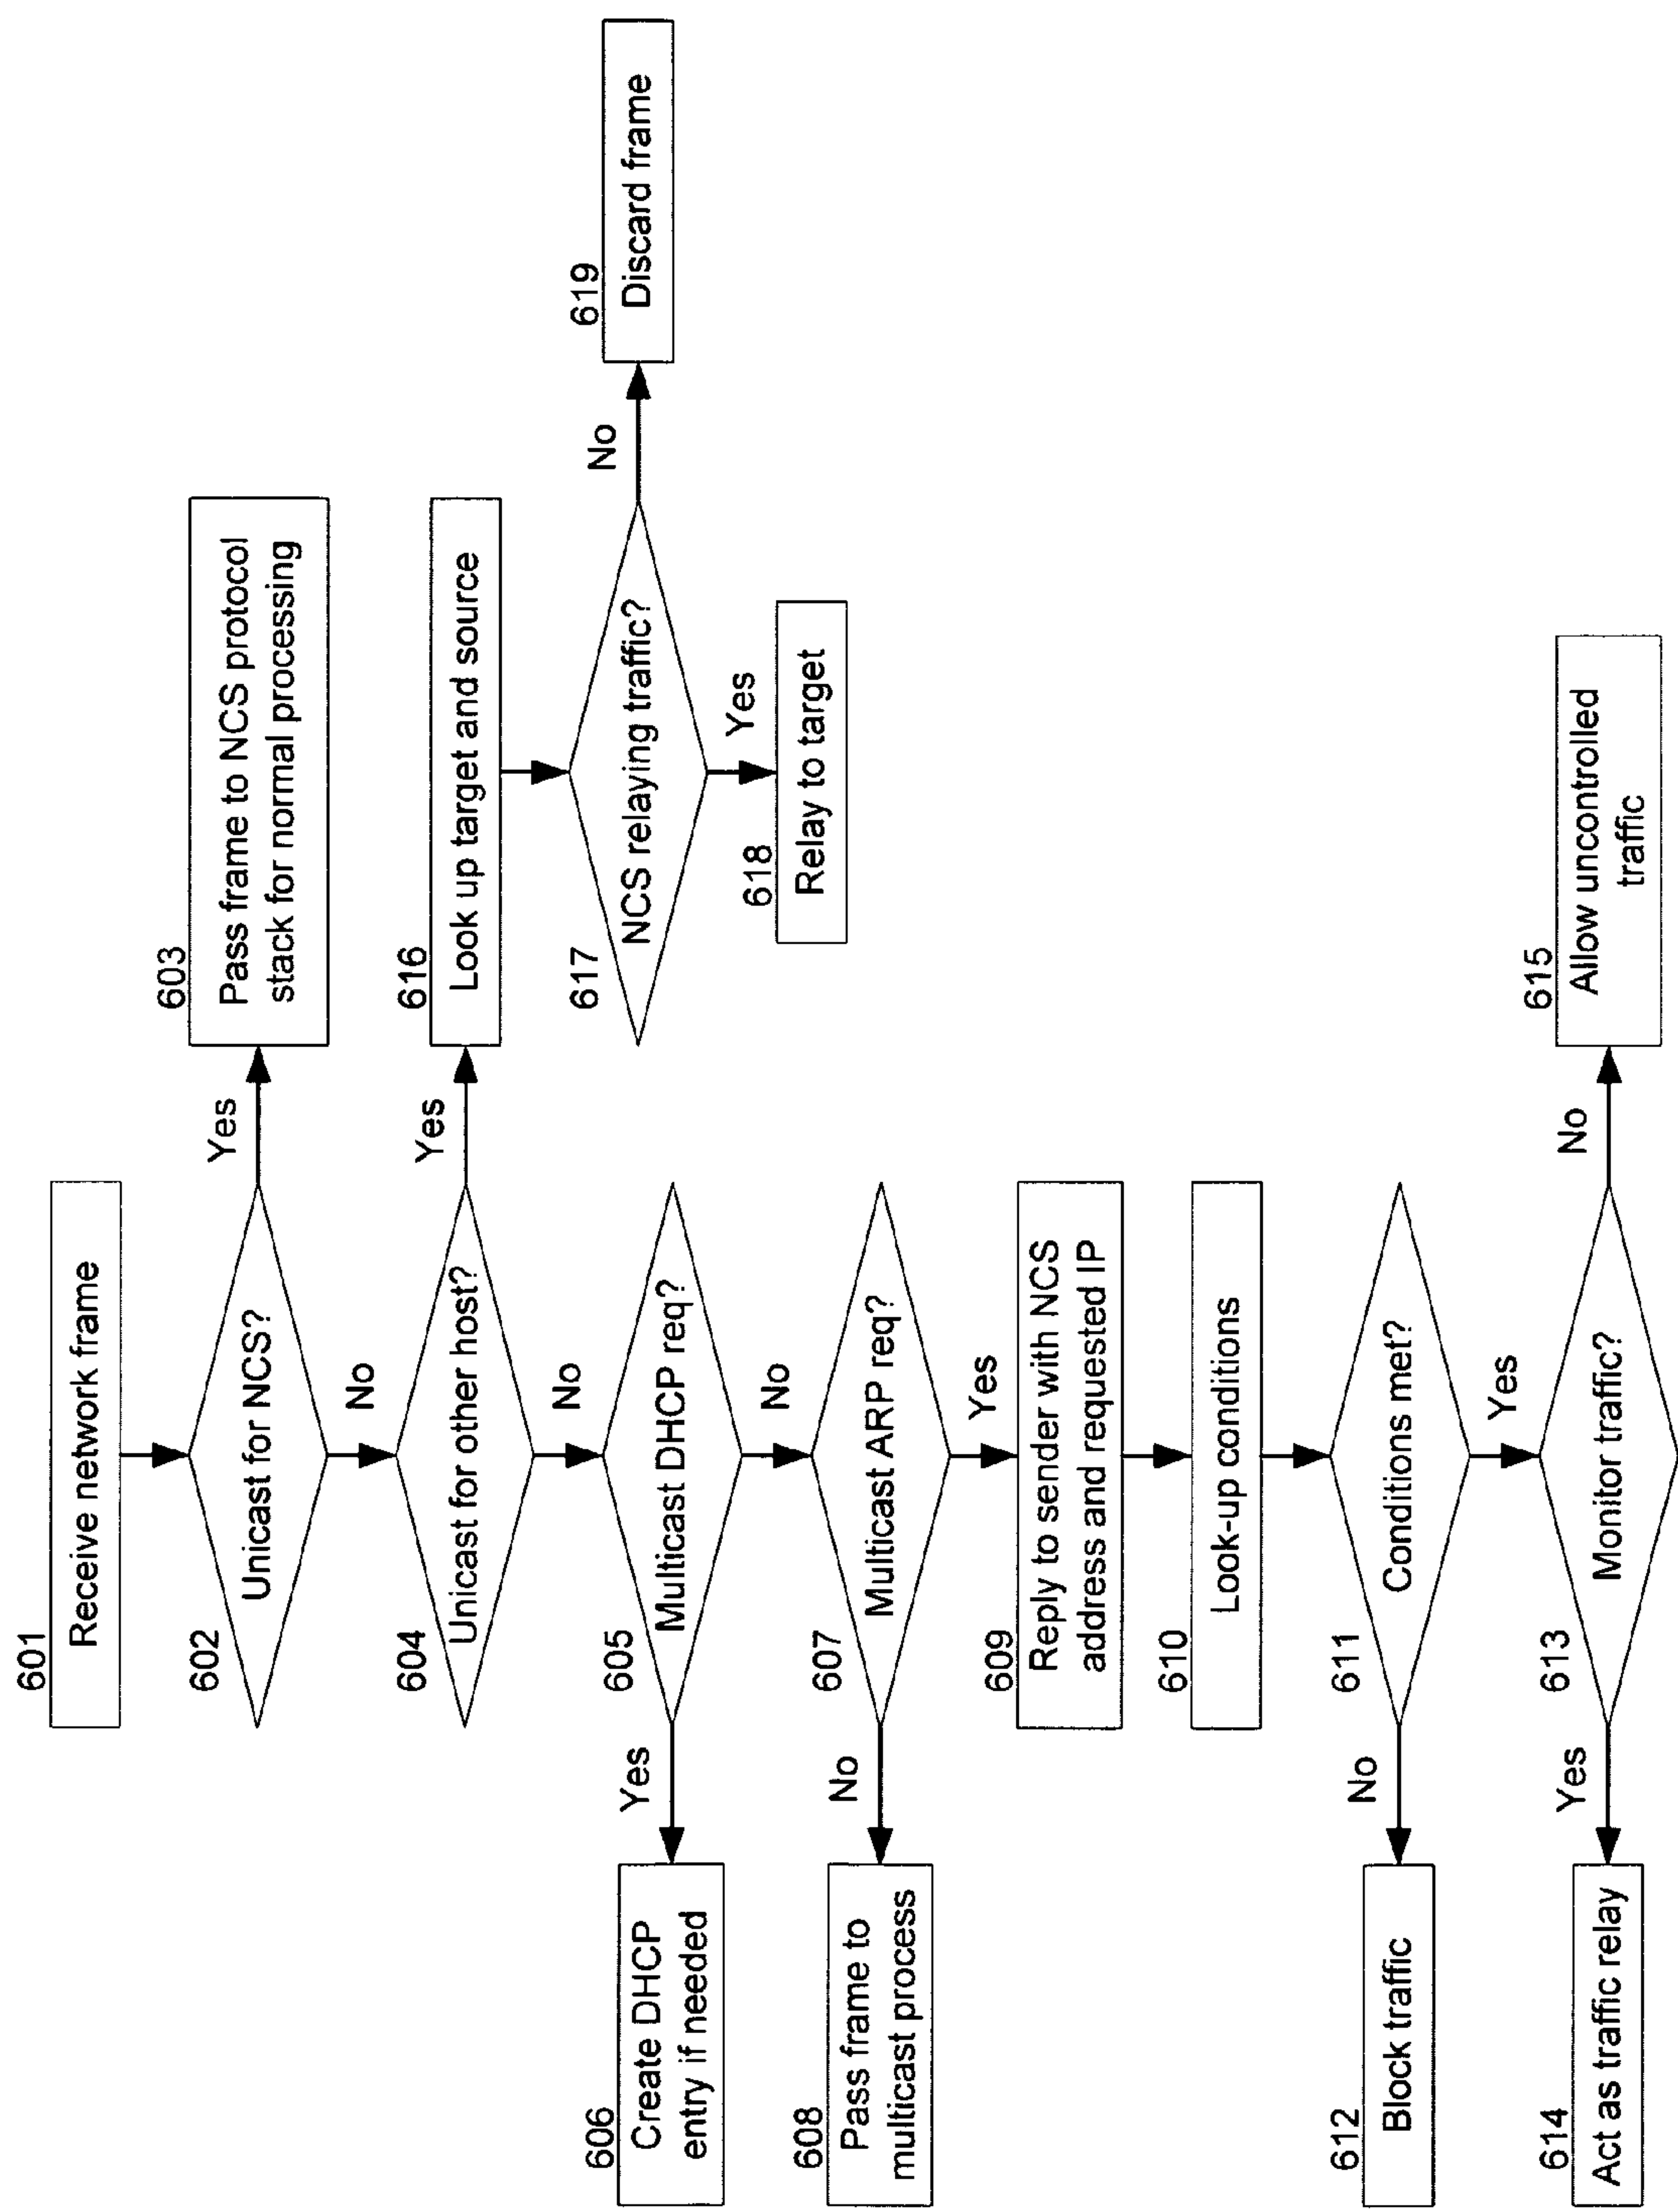 601
Receive network frame
602
Unicast for NCS?
Yes
603
Pass frame to NCS protocol
stack for normal processing
No
604
Unicast for other host?
Yes
616
Look up target and source
617
NCS relaying traffic?
No
619
Discard frame
Yes
618
Relay to target
No
605
Multicast DHCP req?
Yes
606
Create DHCP
entry if needed
No
607
Multicast ARP req?
No
608
Pass frame to
multicast process
Yes
609
Reply to sender with NCS
address and requested IP
610
Look-up conditions
611
Conditions met?
No
612
Block traffic
Yes
613
Monitor traffic?
Yes
614
Act as traffic relay
No
615
Allow uncontrolled
traffic